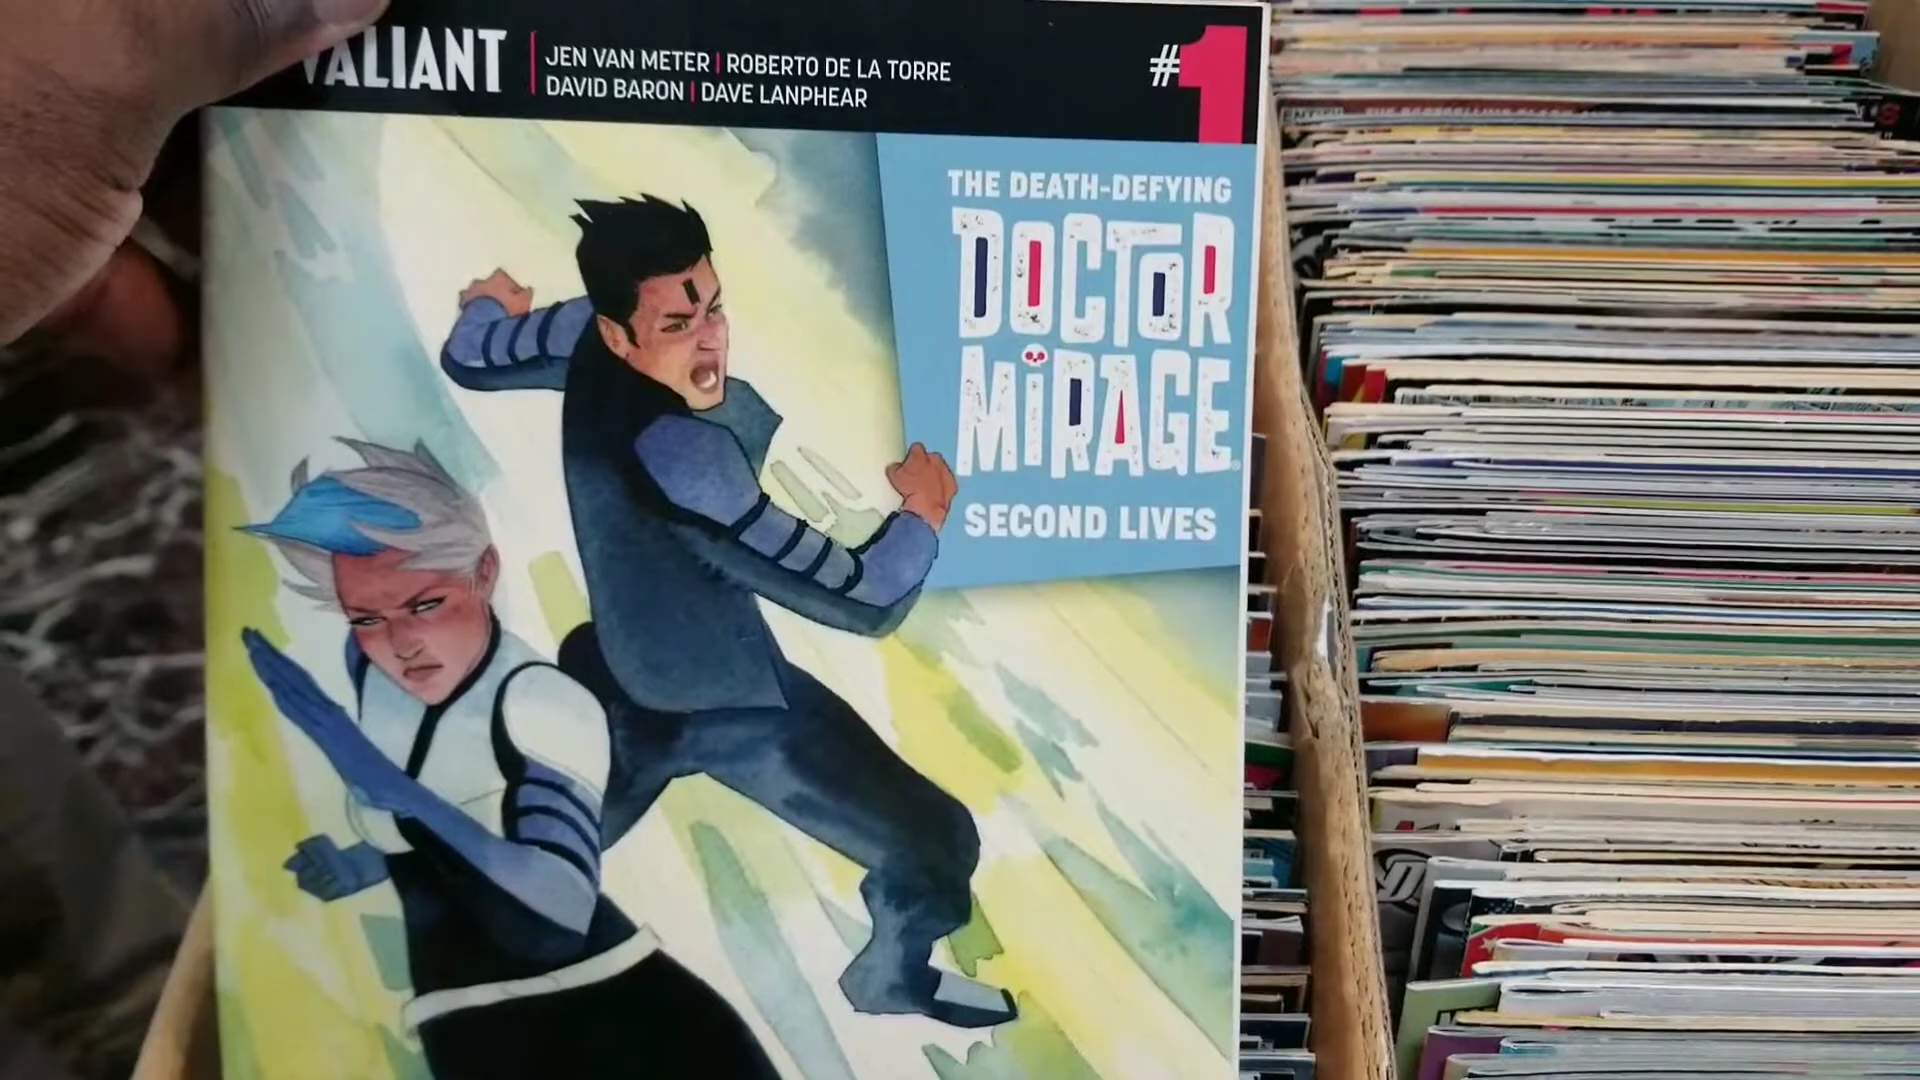 VALIANT
JEN VAN METER | ROBERTO DE LA TORRE
DAVID BARON | DAVE LANPHEAR
#1
THE DEATH-DEFYING
DOCTOR
MIRAGE
SECOND LIVES